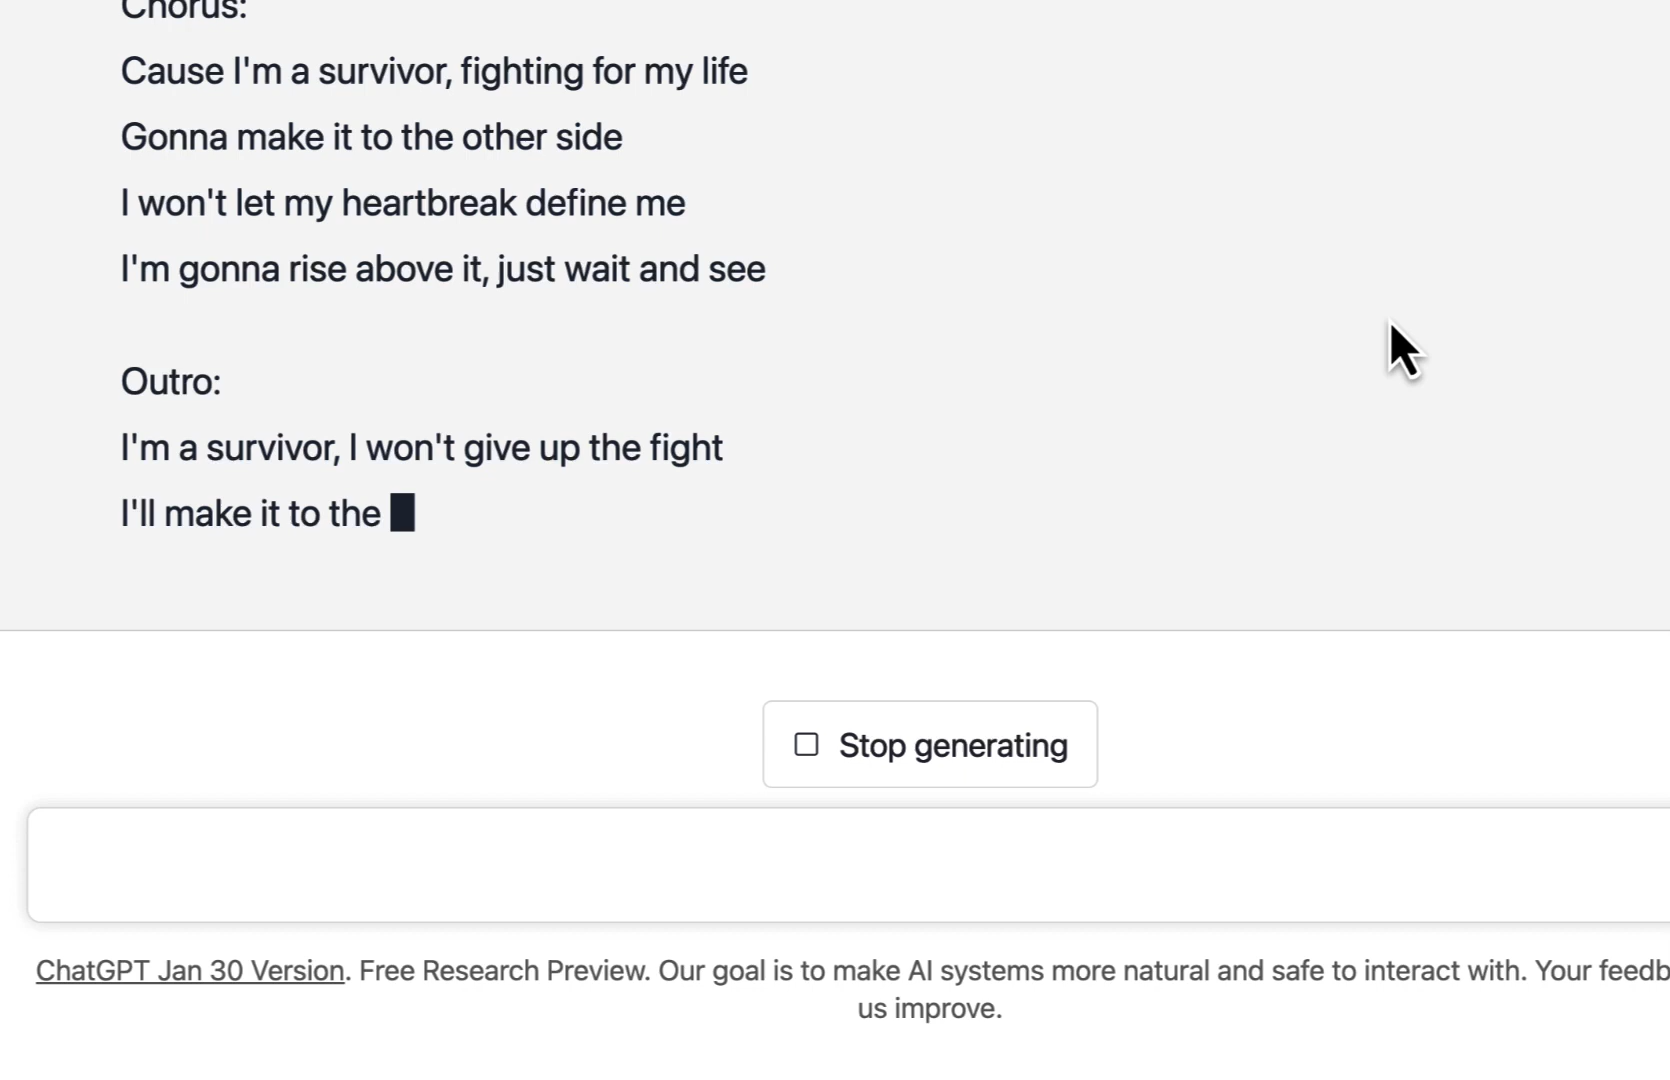 Chorus:
Cause I'm a survivor, fighting for my life
Gonna make it to the other side
I won't let my heartbreak define me
I'm gonna rise above it, just wait and see
Outro:
I'm a survivor, I won't give up the fight
I'll make it to the
Stop generating
ChatGPT Jan 30 Version. Free Research Preview. Our goal is to make AI systems more natural and safe to interact with. Your feedb
us improve.